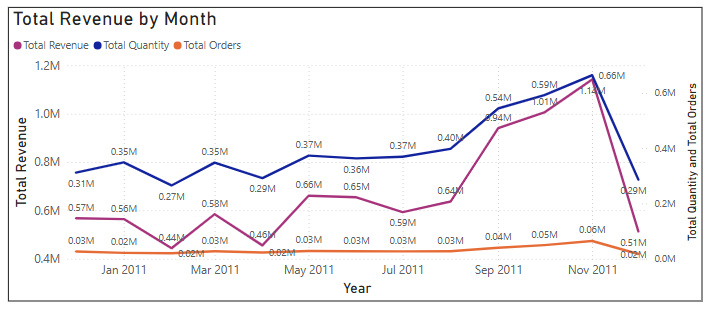 Total Revenue by Month
Total Revenue Total Quantity Total Orders
1.2M
1.0M
0.8M
0.6M
0.4M
Total Revenue
0.31M 0.35M 0.27M 0.35M 0.29M 0.37M 0.36M 0.37M 0.40M 0.54M 0.59M 0.66M 0.29M
0.57M 0.56M 0.44M 0.58M 0.46M 0.66M 0.65M 0.59M 0.64M 0.94M 1.01M 1.14M 0.51M
0.03M 0.02M 0.02M 0.03M 0.02M 0.03M 0.03M 0.03M 0.03M 0.04M 0.05M 0.06M 0.02M
0.6M
0.4M
0.2M
0.0M
Total Quantity and Total Orders
Jan 2011 Mar 2011 May 2011 Jul 2011 Sep 2011 Nov 2011
Year